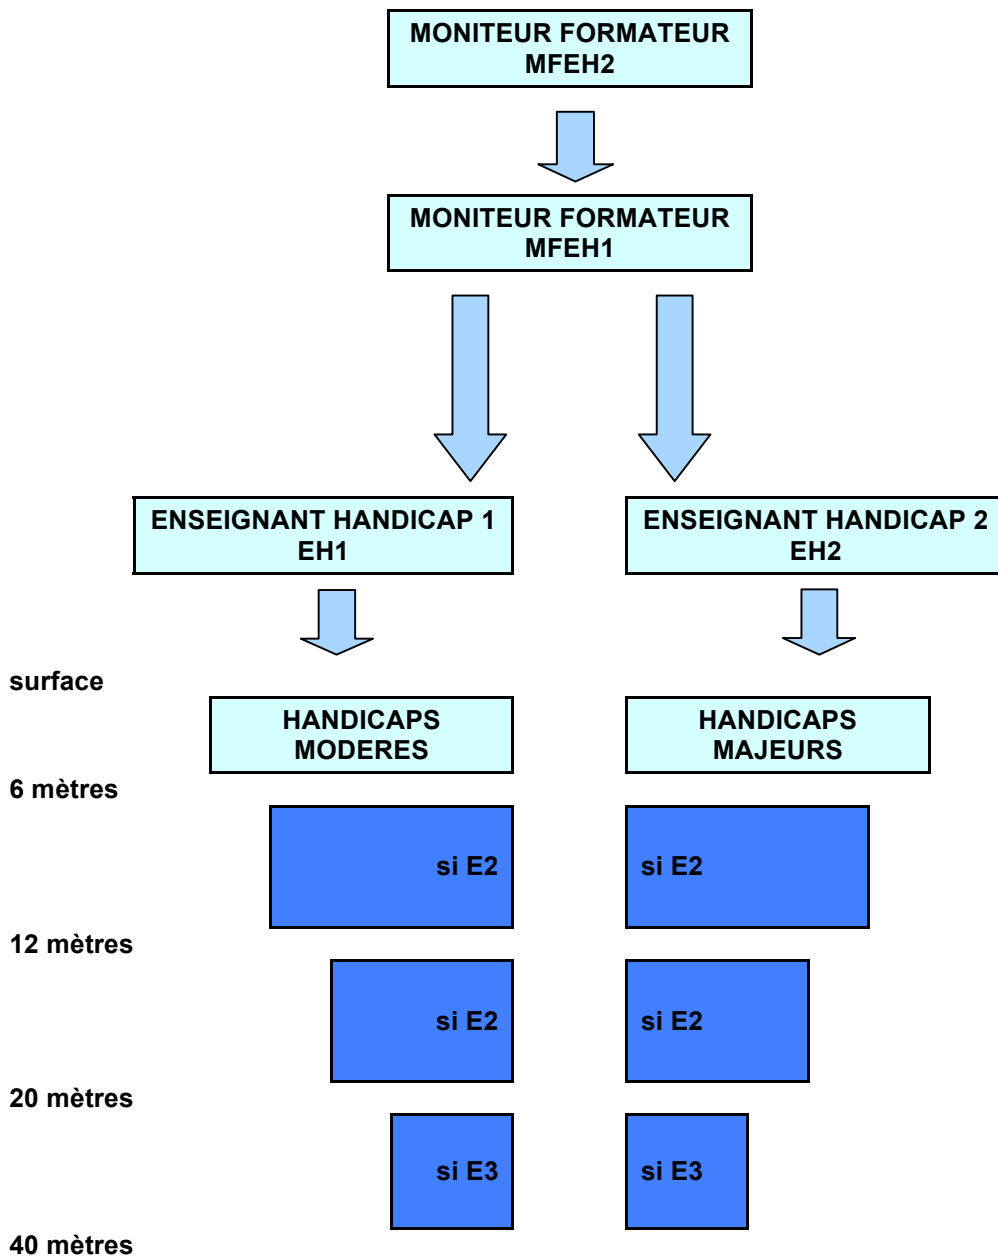 MONITEUR FORMATEUR
MFEH2
MONITEUR FORMATEUR
MFEH1
ENSEIGNANT HANDICAP 1
EH1
ENSEIGNANT HANDICAP 2
EH2
surface
HANDICAPS
MODERES
HANDICAPS
MAJEURS
6 mètres
si E2
si E2
12 mètres
si E2
si E2
20 mètres
si E3
si E3
40 mètres